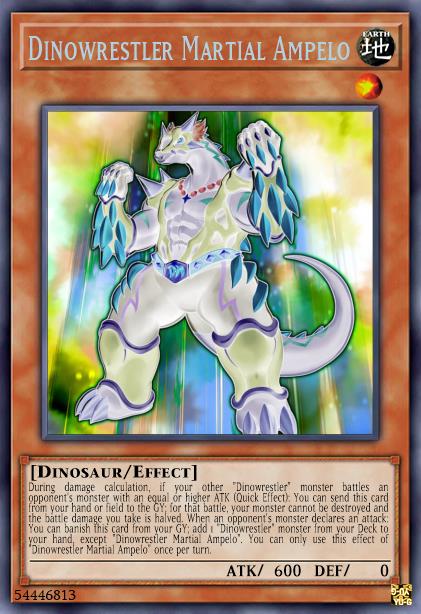 DINOWRESTLER MARTIAL AMPELO
EARTH
地
[DINOSAUR/EFFECT]
During damage calculation, if your other "Dinowrestler" monster battles an
opponent's monster with an equal or higher ATK (Quick Effect): You can send this card
from your hand or field to the GY; for that battle, your monster cannot be destroyed and
the battle damage you take is halved. When an opponent's monster declares an attack:
You can banish this card from your GY; add 1 "Dinowrestler" monster from your Deck to
your hand, except "Dinowrestler Martial Ampelo". You can only use this effect of
"Dinowrestler Martial Ampelo" once per turn.
ATK/ 600 DEF/ 0
54446813